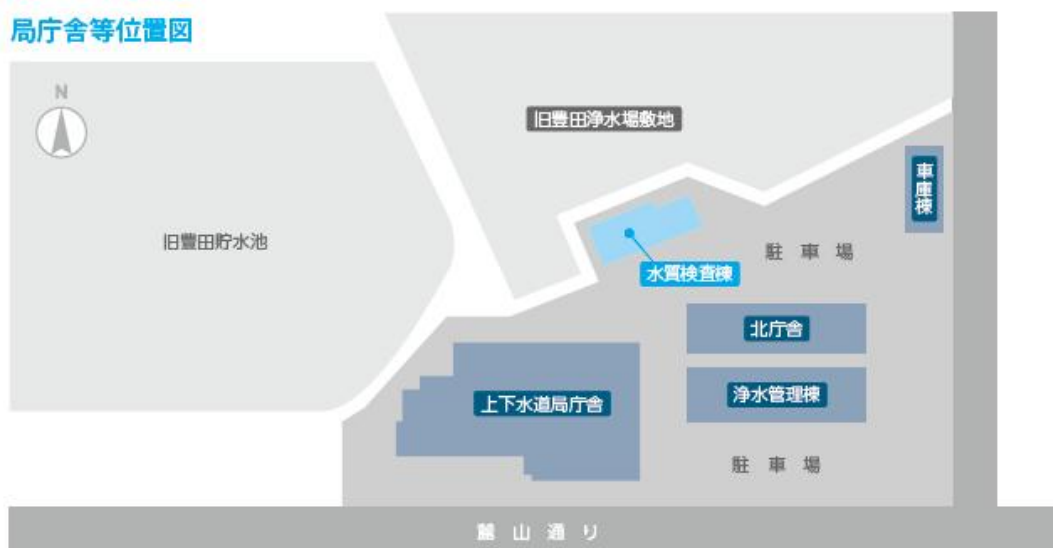 局庁舎等位置図
N
旧豊田浄水場敷地
車庫棟
旧豊田貯水池
駐車場
水質検査棟
北庁舎
浄水管理棟
上下水道局庁舎
駐車場
麓山通り